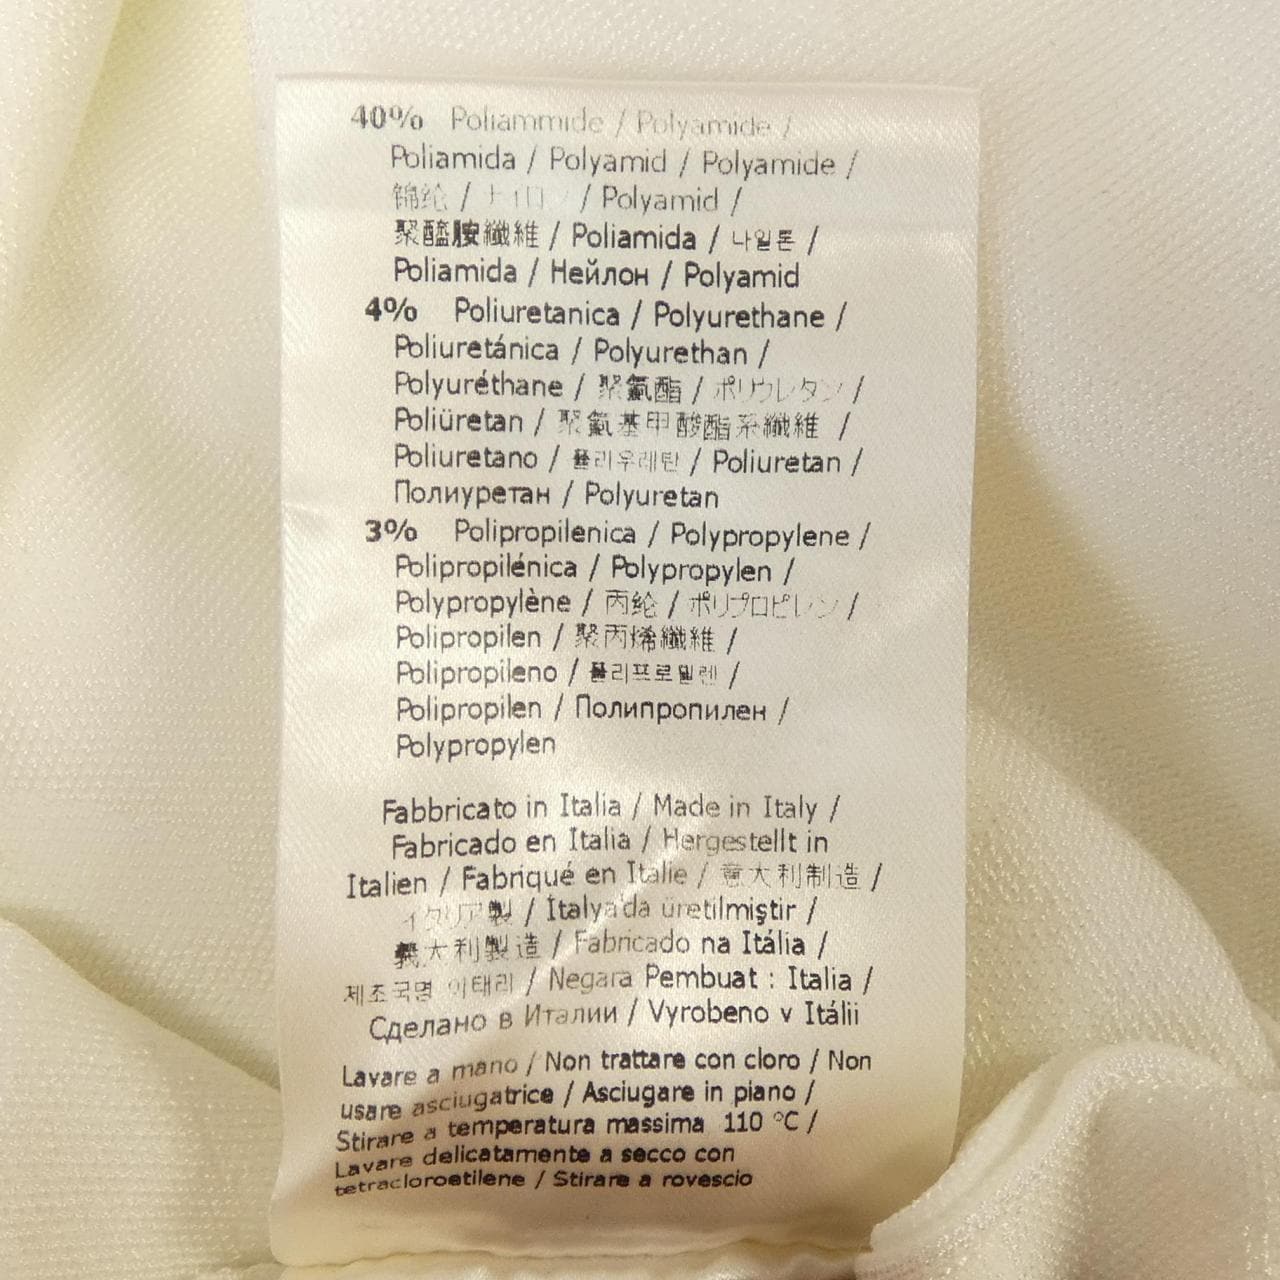 40% Poliammide / Polyamide /
Poliamida / Polyamid / Polyamide /
锦纶 / ナイロン / Polyamid /
聚醯胺纖維 / Poliamida / 나일론 /
Poliamida / Нейлон / Polyamid
4% Poliuretanica / Polyurethane /
Poliuretánica / Polyurethan /
Polyuréthane / 聚氨酯 / ポリウレタン /
Poliüretan / 聚氨基甲酸酯系纖維 /
Poliuretano / 폴리우레탄 / Poliuretan /
Полиуретан / Polyuretan
3% Polipropilenica / Polypropylene /
Polipropilénica / Polypropylen /
Polypropylène / 丙纶 / ポリプロピレン /
Polipropilen / 聚丙烯纖維 /
Polipropileno / 폴리프로필렌 /
Polipropilen / Полипропилен /
Polypropylen
Fabbricato in Italia / Made in Italy /
Fabricado en Italia / Hergestellt in
Italien / Fabriqué en Italie / 意大利制造 /
イタリア製 / İtalya'da üretilmiştir /
義大利製造 / Fabricado na Itália /
제조국명 이태리 / Negara Pembuat : Italia /
Сделано в Италии / Vyrobeno v Itálii
Lavare a mano / Non trattare con cloro / Non
usare asciugatrice / Asciugare in piano /
Stirare a temperatura massima 110 °C /
Lavare delicatamente a secco con
tetracloroetilene / Stirare a rovescio